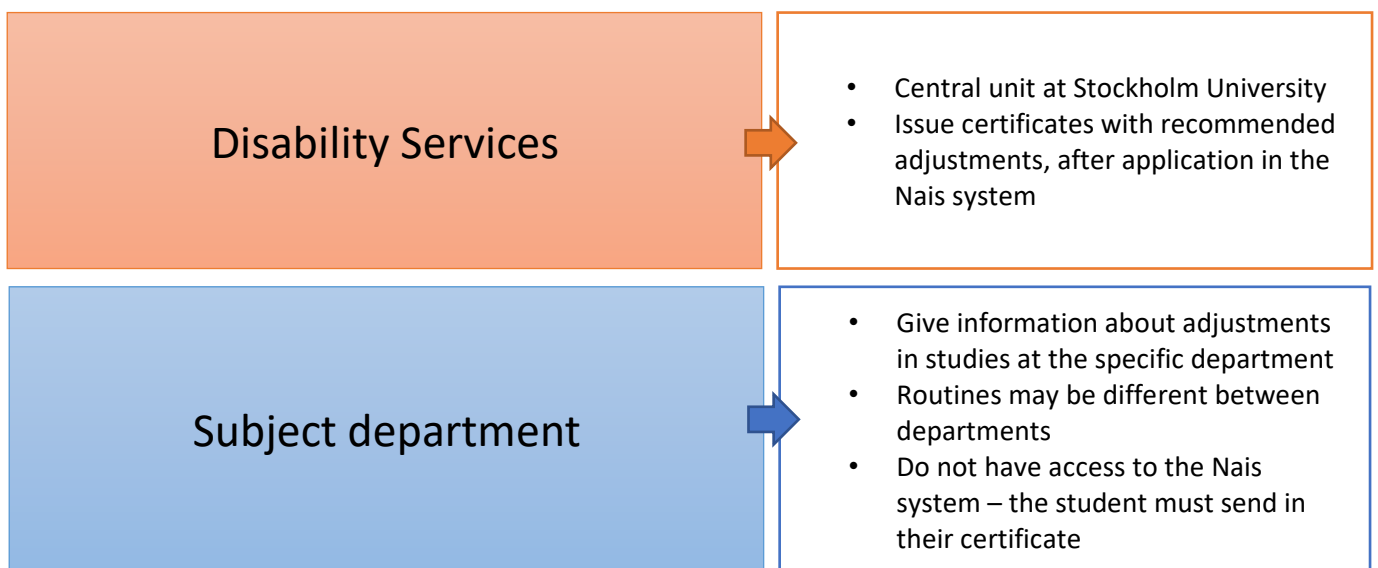 Disability Services
• Central unit at Stockholm University
• Issue certificates with recommended
adjustments, after application in the
Nais system
Subject department
• Give information about adjustments
in studies at the specific department
• Routines may be different between
departments
• Do not have access to the Nais
system – the student must send in
their certificate